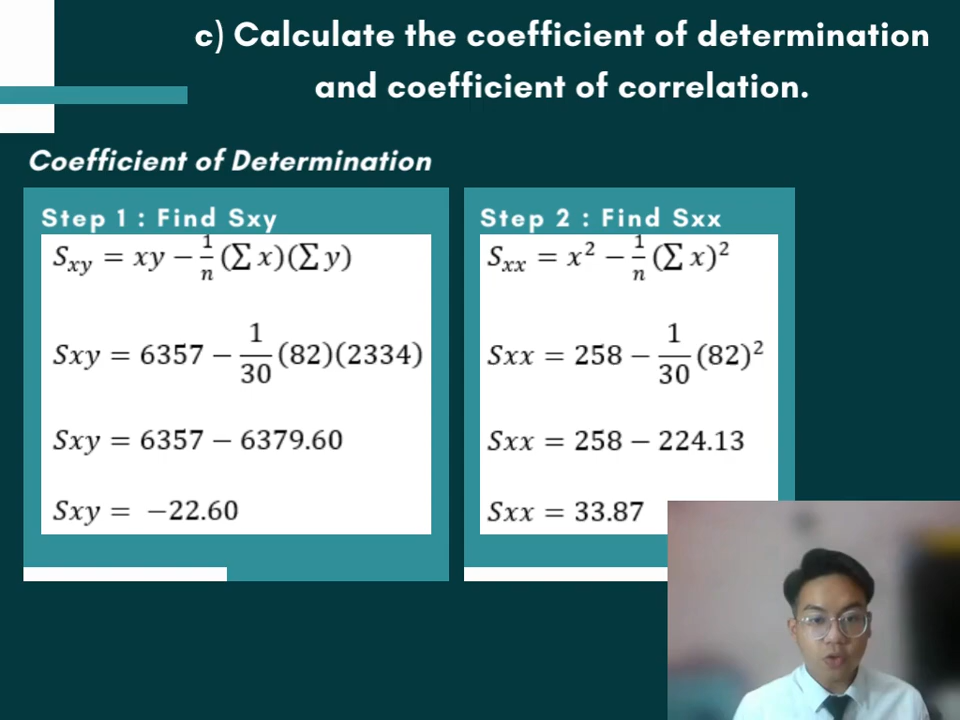 c) Calculate the coefficient of determination
and coefficient of correlation.
Coefficient of Determination
Step 1 : Find Sxy
S_xy = xy − 1/n (∑ x)(∑ y)
Sxy = 6357 − 1/30 (82)(2334)
Sxy = 6357 − 6379.60
Sxy = −22.60
Step 2 : Find Sxx
S_xx = x² − 1/n (∑ x)²
Sxx = 258 − 1/30 (82)²
Sxx = 258 − 224.13
Sxx = 33.87